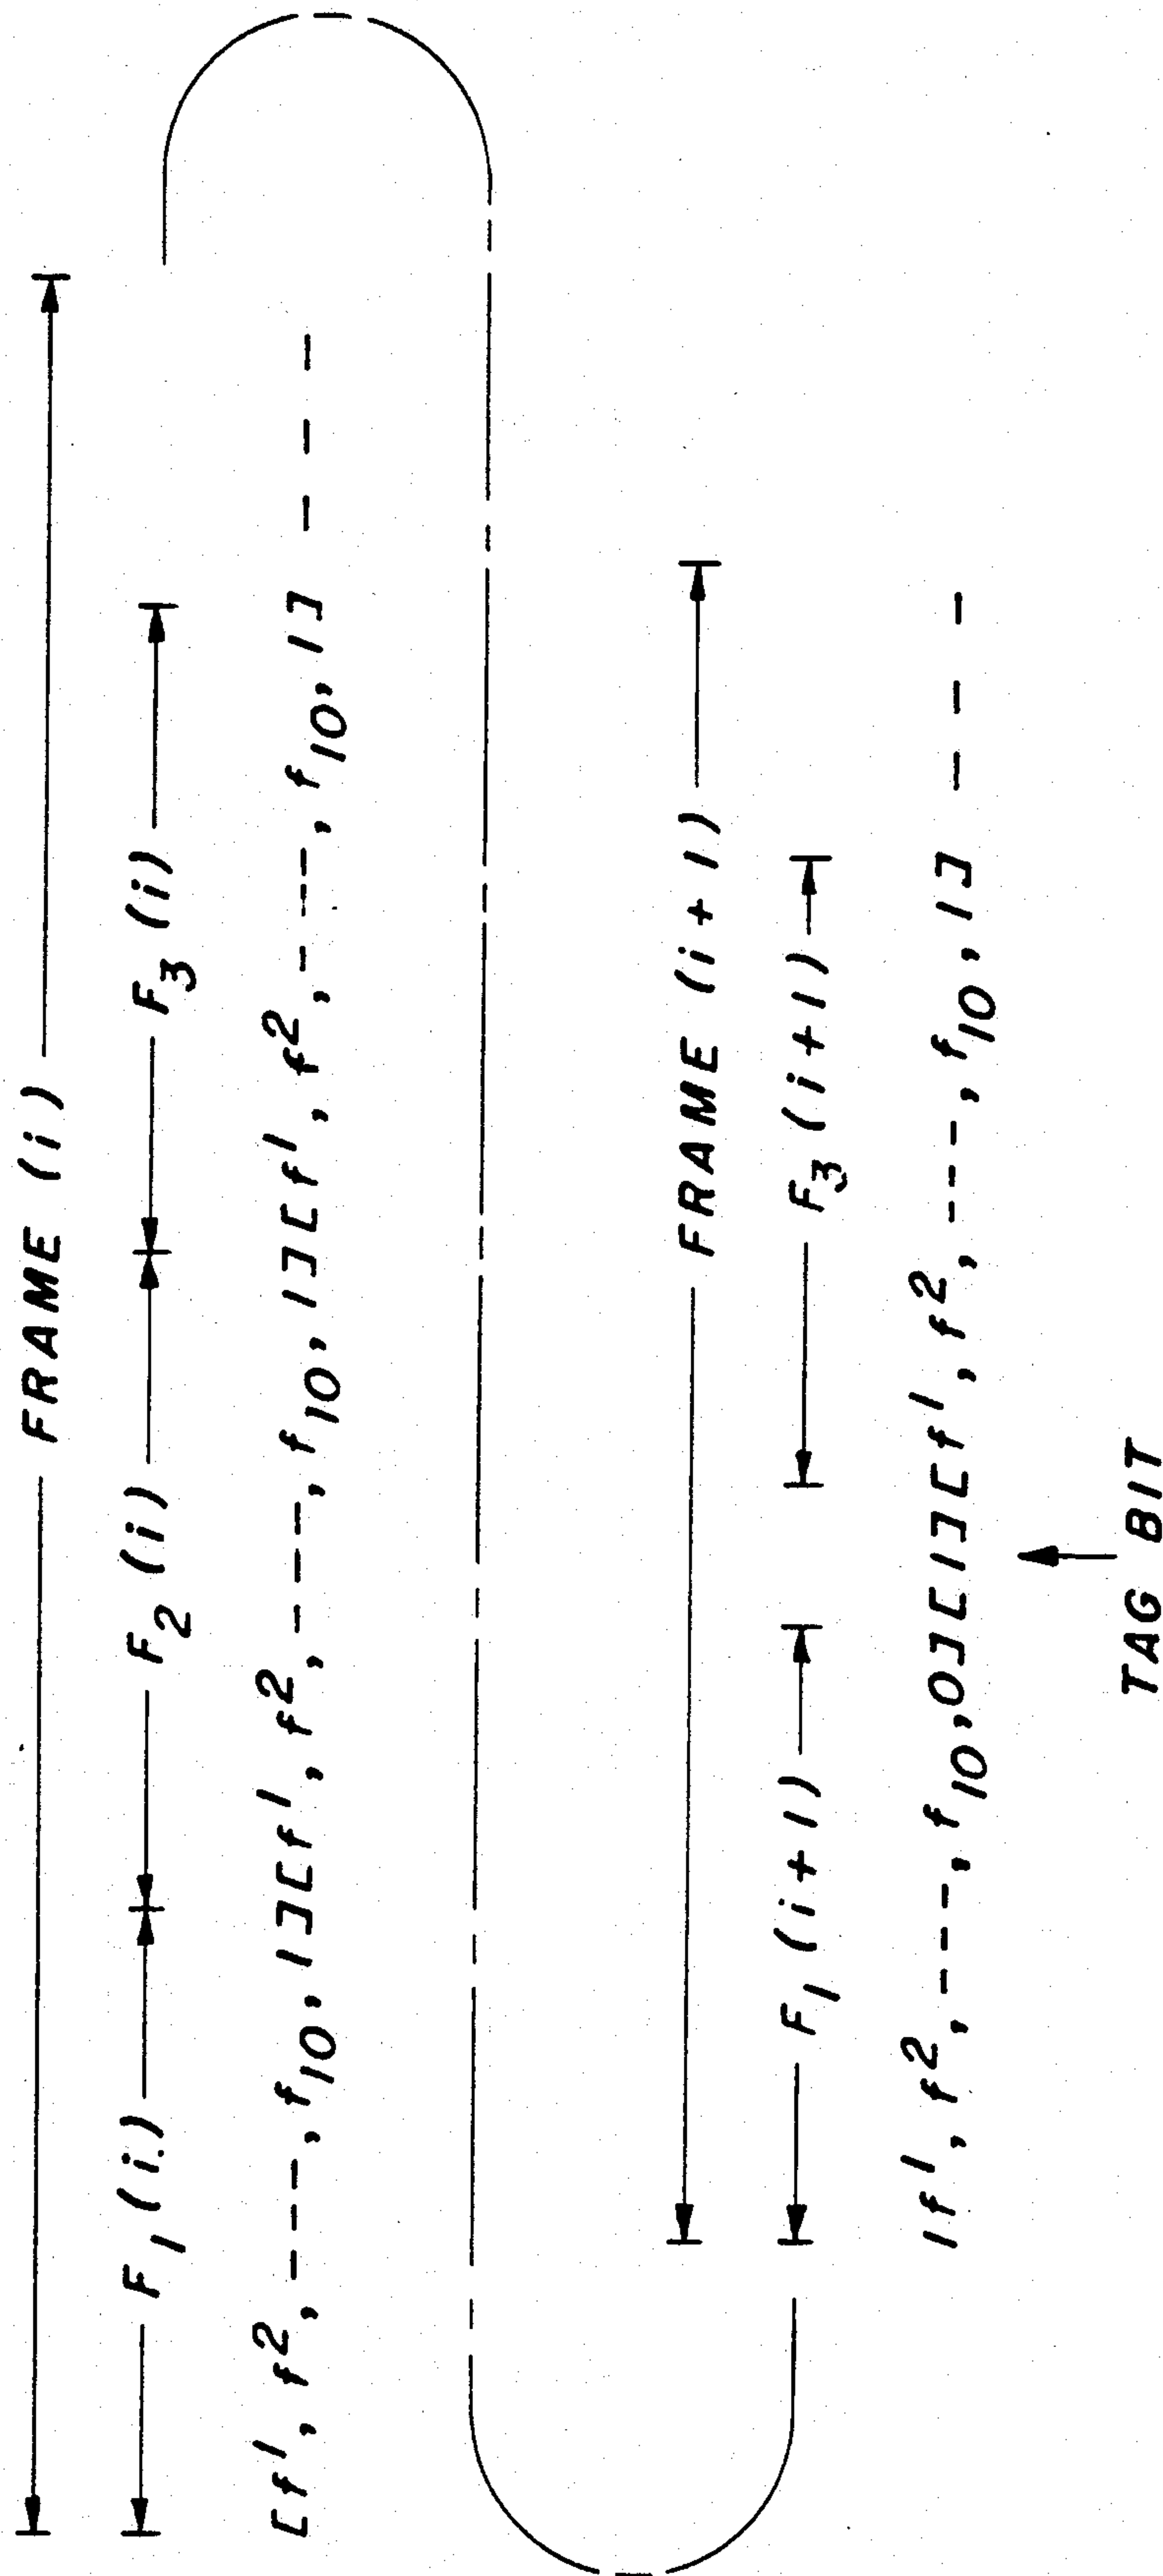 FRAME (i)
F₁(i) F₂(i) F₃(i)
[f¹, f², ----, f₁₀, 1][f¹, f², ---, f₁₀, 1][f¹, f², ---, f₁₀, 1] - - -
FRAME (i+1)
F₁(i+1) F₃(i+1)
1f¹, f², ---, f₁₀, 0][1][f¹, f², ---, f₁₀, 1] - - -
TAG BIT